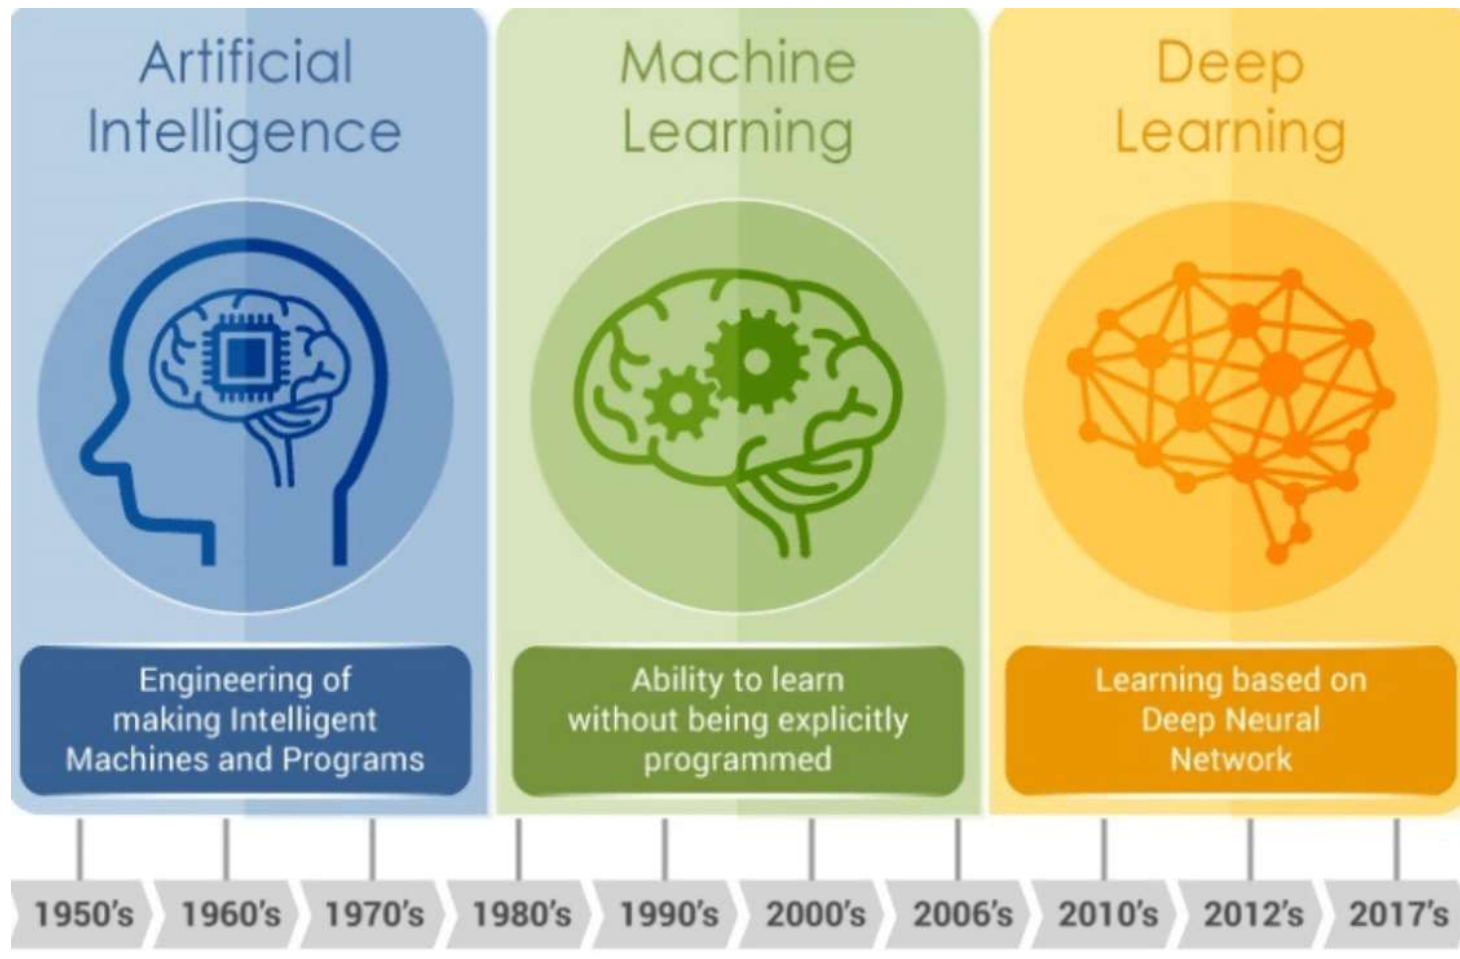 Artificial
Intelligence
Machine
Learning
Deep
Learning
Engineering of
making Intelligent
Machines and Programs
Ability to learn
without being explicitly
programmed
Learning based on
Deep Neural
Network
1950's
1960's
1970's
1980's
1990's
2000's
2006's
2010's
2012's
2017's